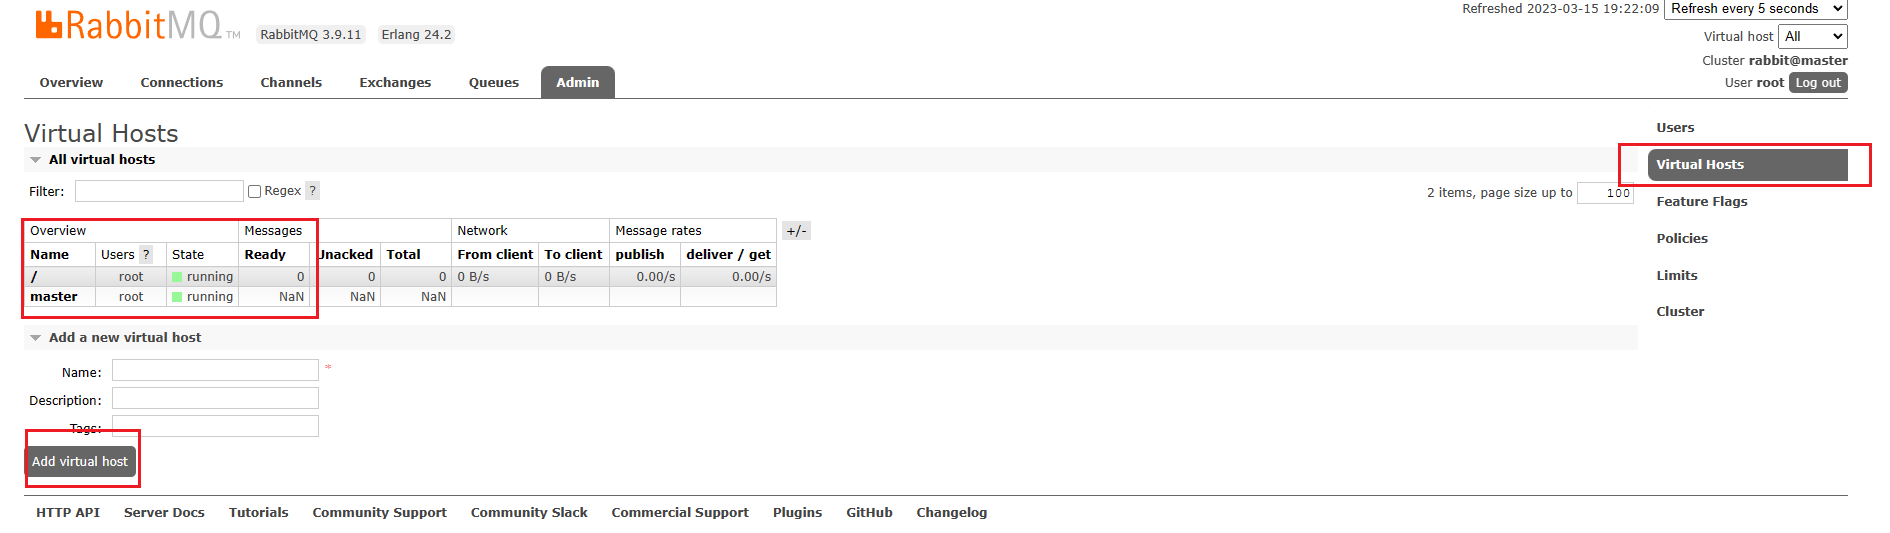 Refreshed 2023-03-15 19:22:09 Refresh every 5 seconds
RabbitMQ TM RabbitMQ 3.9.11 Erlang 24.2
Virtual host All
Cluster rabbit@master
User root Log out
Overview Connections Channels Exchanges Queues Admin
Virtual Hosts
Users
All virtual hosts
Virtual Hosts
Filter: Regex ? 2 items, page size up to 100
Feature Flags
Overview Messages Network Message rates +/-
Policies
Name Users ? State Ready Unacked Total From client To client publish deliver / get
/ root running 0 0 0 0 B/s 0 B/s 0.00/s 0.00/s
Limits
master root running NaN NaN NaN
Cluster
Add a new virtual host
Name: *
Description:
Tags:
Add virtual host
HTTP API Server Docs Tutorials Community Support Community Slack Commercial Support Plugins GitHub Changelog